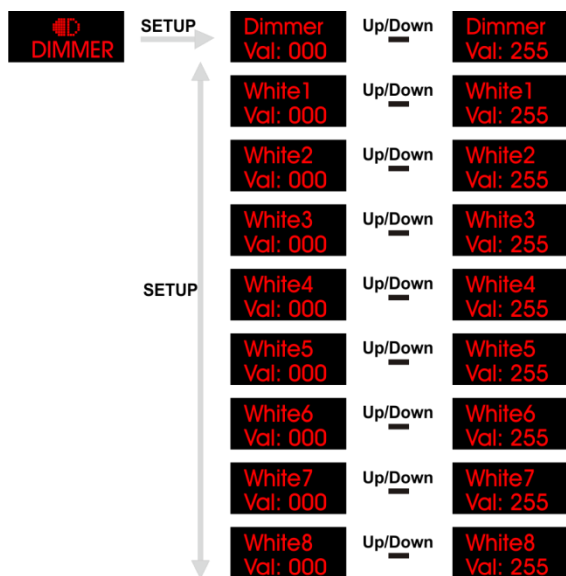 DIMMER
SETUP
Dimmer
Val: 000
Up/Down
Dimmer
Val: 255
White1
Val: 000
Up/Down
White1
Val: 255
White2
Val: 000
Up/Down
White2
Val: 255
White3
Val: 000
Up/Down
White3
Val: 255
SETUP
White4
Val: 000
Up/Down
White4
Val: 255
White5
Val: 000
Up/Down
White5
Val: 255
White6
Val: 000
Up/Down
White6
Val: 255
White7
Val: 000
Up/Down
White7
Val: 255
White8
Val: 000
Up/Down
White8
Val: 255